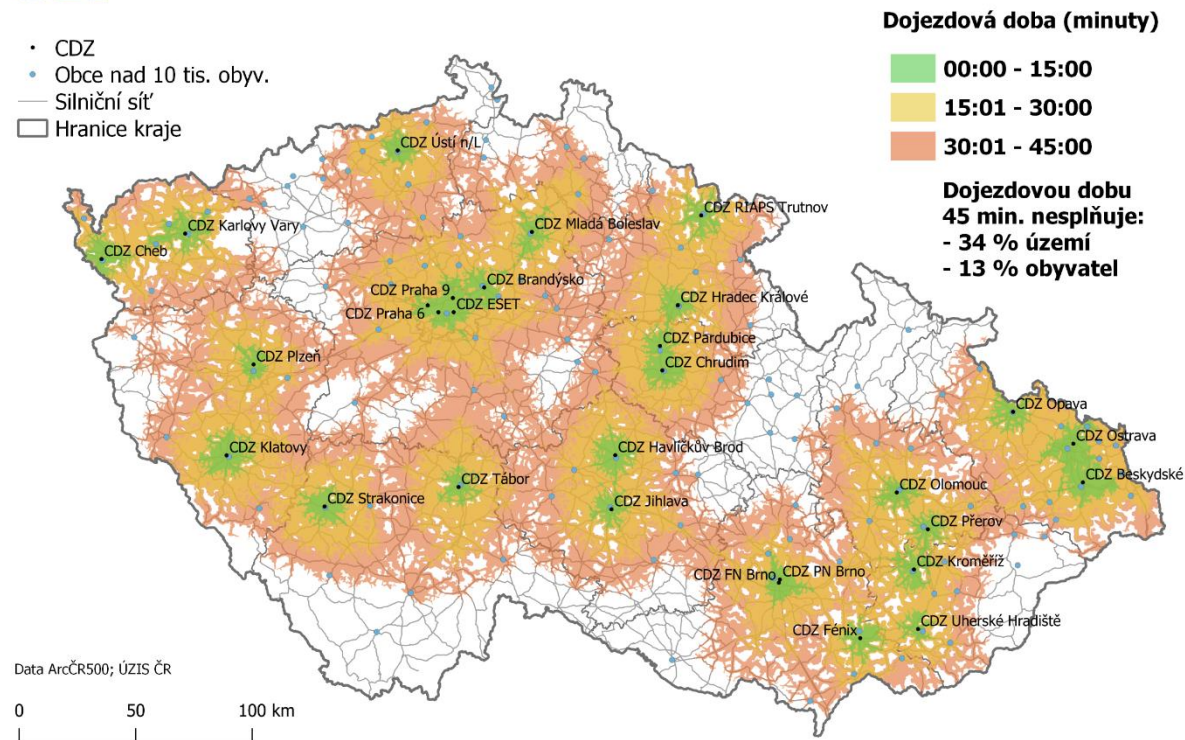 Dojezdová doba (minuty)
00:00 - 15:00
15:01 - 30:00
30:01 - 45:00
Dojezdovou dobu
45 min. nesplňuje:
- 34 % území
- 13 % obyvatel
CDZ
Obce nad 10 tis. obyv.
Silniční síť
Hranice kraje
CDZ Ústí n/L
CDZ RIAPS Trutnov
CDZ Mladá Boleslav
CDZ Karlovy Vary
CDZ Cheb
CDZ Brandýsko
CDZ Praha 9
CDZ ESET
CDZ Praha 6
CDZ Hradec Králové
CDZ Pardubice
CDZ Chrudim
CDZ Plzeň
CDZ Opava
CDZ Ostrava
CDZ Klatovy
CDZ Havlíčkův Brod
CDZ Beskydské
CDZ Tábor
CDZ Olomouc
CDZ Strakonice
CDZ Jihlava
CDZ Přerov
CDZ Kroměříž
CDZ FN Brno
CDZ PN Brno
CDZ Uherské Hradiště
CDZ Fénix
Data ArcČR500; ÚZIS ČR
0 50 100 km